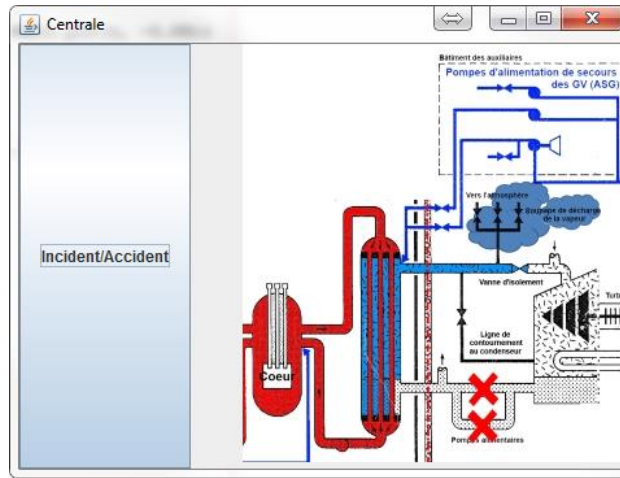 Centrale
Incident/Accident
Bâtiment des auxiliaires
Pompes d'alimentation de secours
des GV (ASG)
Vers l'atmosphère
Soupape de décharge
de la vapeur
Vanne d'isolement
Turb
Ligne de
contournement
au condenseur
Coeur
Pompes alimentaires